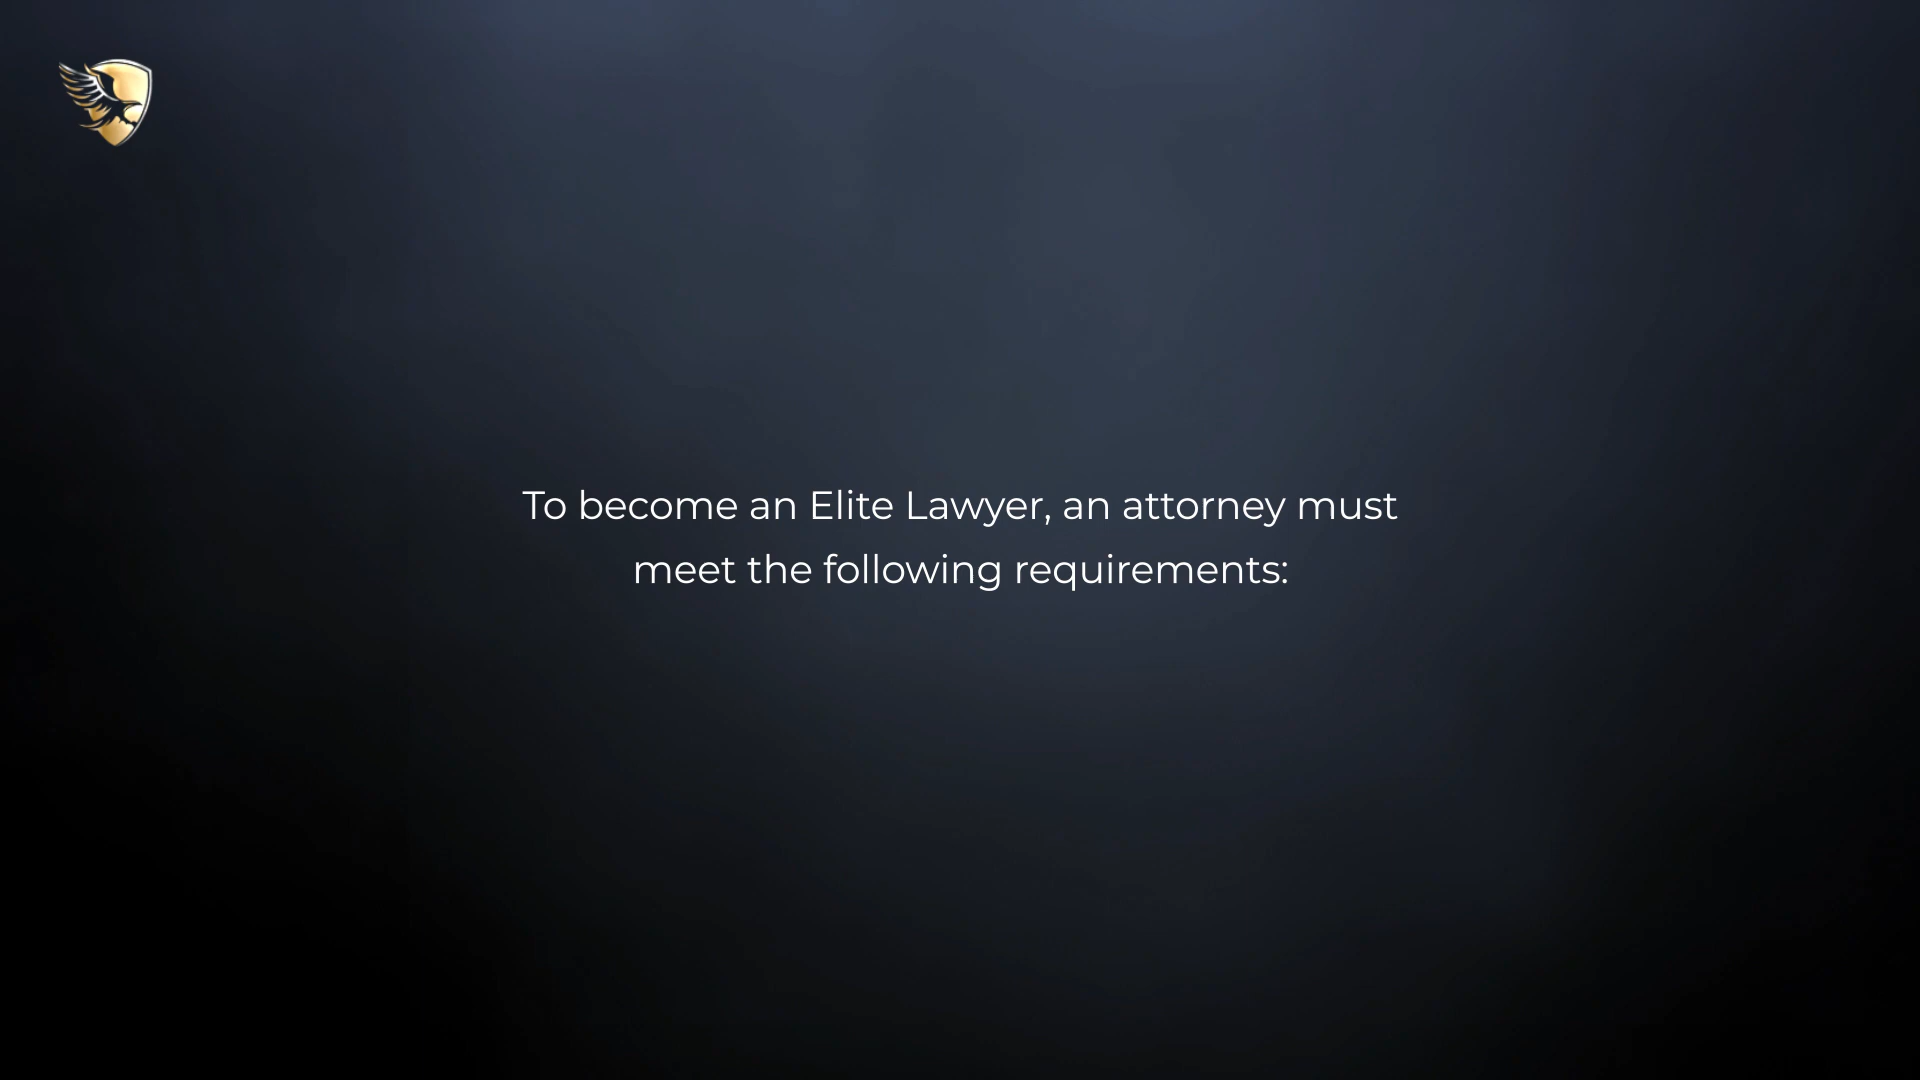 To become an Elite Lawyer, an attorney must
meet the following requirements: